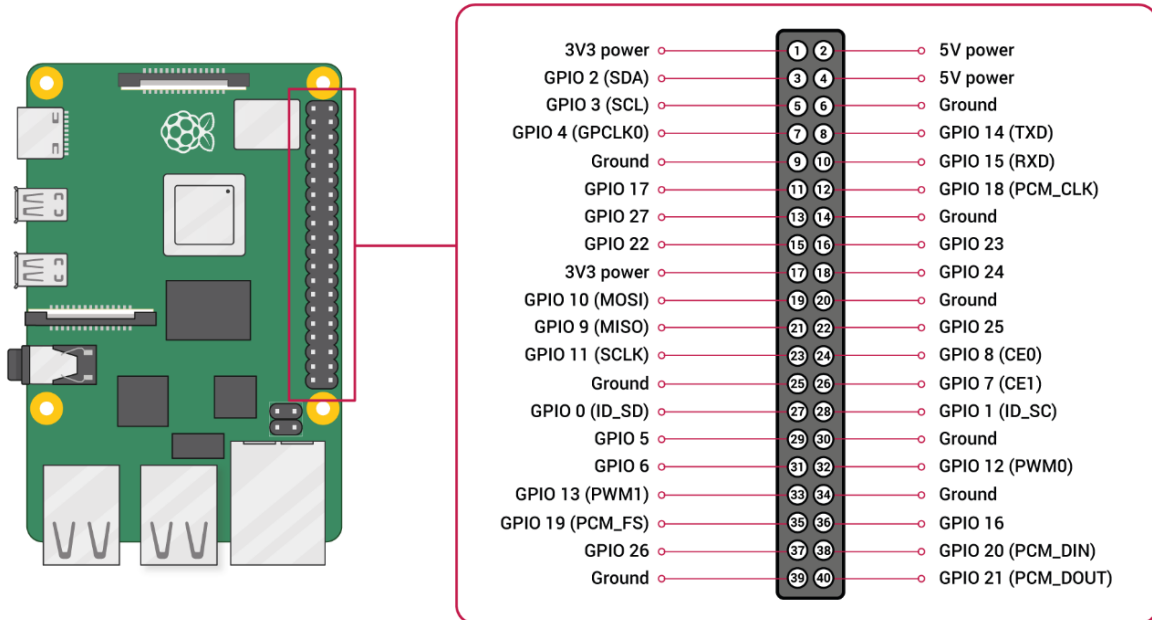 3V3 power 1 2 5V power
GPIO 2 (SDA) 3 4 5V power
GPIO 3 (SCL) 5 6 Ground
GPIO 4 (GPCLK0) 7 8 GPIO 14 (TXD)
Ground 9 10 GPIO 15 (RXD)
GPIO 17 11 12 GPIO 18 (PCM_CLK)
GPIO 27 13 14 Ground
GPIO 22 15 16 GPIO 23
3V3 power 17 18 GPIO 24
GPIO 10 (MOSI) 19 20 Ground
GPIO 9 (MISO) 21 22 GPIO 25
GPIO 11 (SCLK) 23 24 GPIO 8 (CE0)
Ground 25 26 GPIO 7 (CE1)
GPIO 0 (ID_SD) 27 28 GPIO 1 (ID_SC)
GPIO 5 29 30 Ground
GPIO 6 31 32 GPIO 12 (PWM0)
GPIO 13 (PWM1) 33 34 Ground
GPIO 19 (PCM_FS) 35 36 GPIO 16
GPIO 26 37 38 GPIO 20 (PCM_DIN)
Ground 39 40 GPIO 21 (PCM_DOUT)